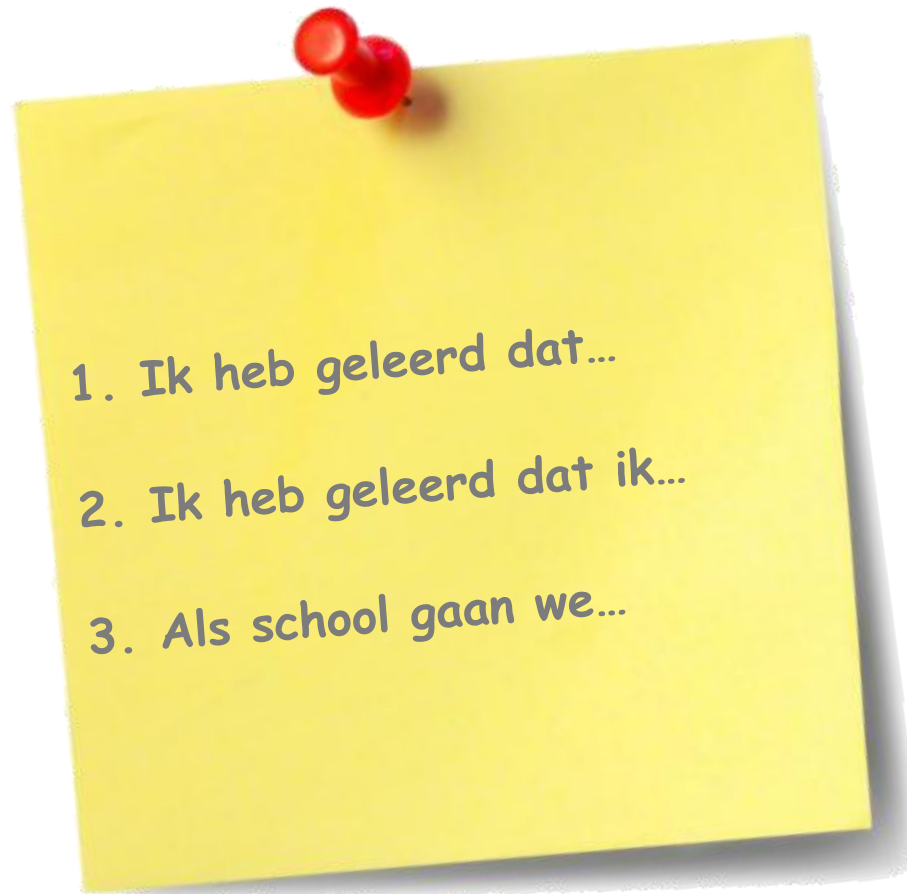 1. Ik heb geleerd dat...
2. Ik heb geleerd dat ik...
3. Als school gaan we...